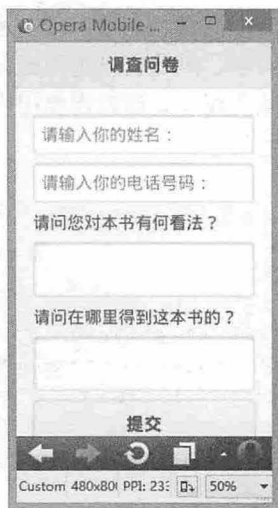 Opera Mobile ...
调查问卷
请输入你的姓名：
请输入你的电话号码：
请问您对本书有何看法？
请问在哪里得到这本书的？
提交
Custom 480x80( PPI: 23: 50%